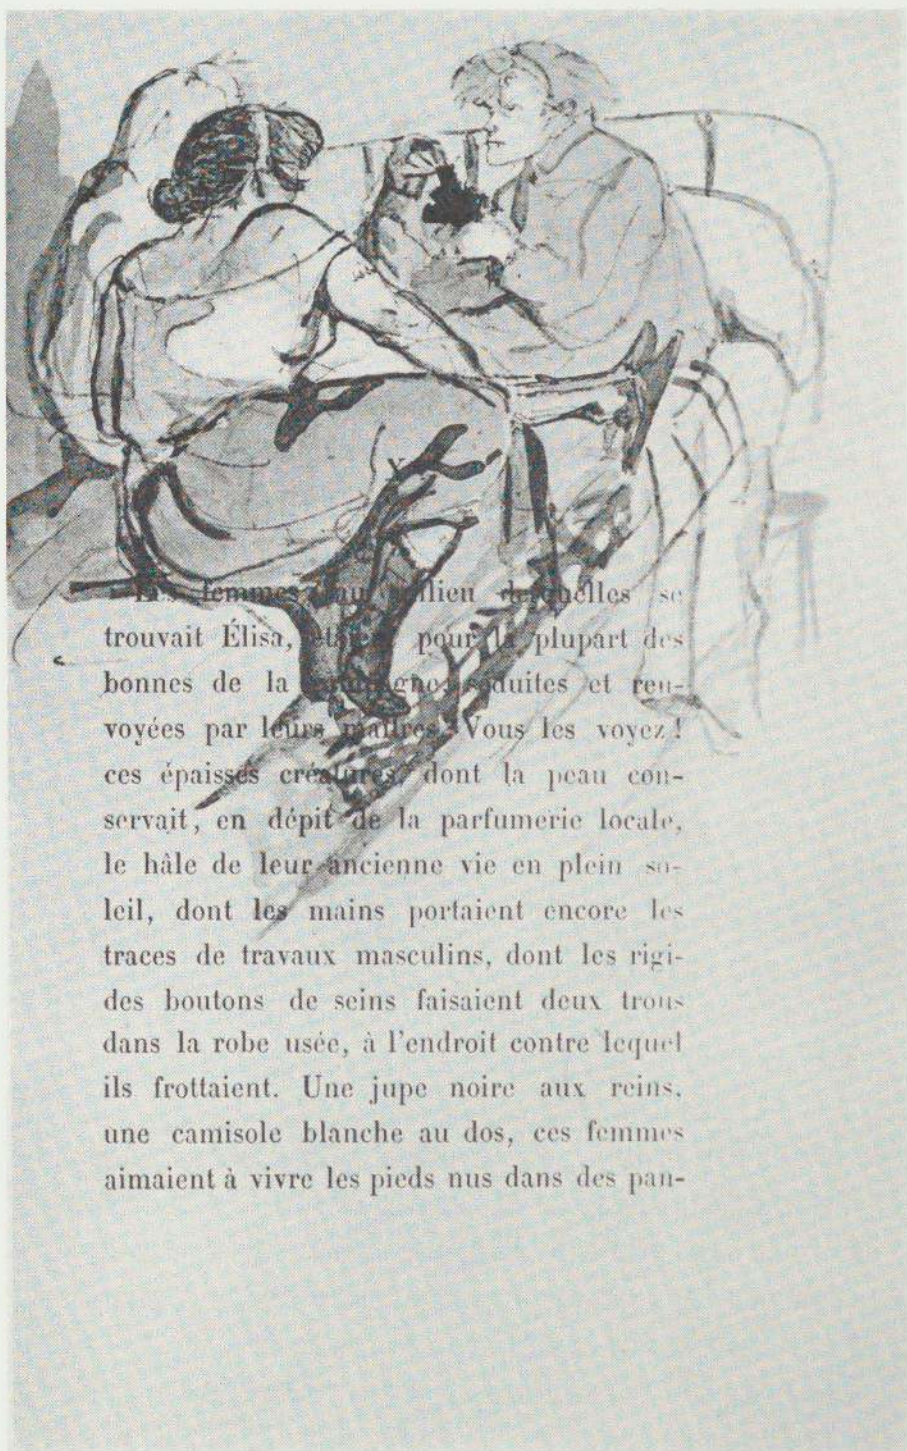 Les femmes, au milieu desquelles se
trouvait Élisa, étaient pour la plupart des
bonnes de la campagne, séduites et ren-
voyées par leurs maîtres. Vous les voyez !
ces épaisses créatures, dont la peau con-
servait, en dépit de la parfumerie locale,
le hâle de leur ancienne vie en plein so-
leil, dont les mains portaient encore les
traces de travaux masculins, dont les rigi-
des boutons de seins faisaient deux trous
dans la robe usée, à l'endroit contre lequel
ils frottaient. Une jupe noire aux reins,
une camisole blanche au dos, ces femmes
aimaient à vivre les pieds nus dans des pan-